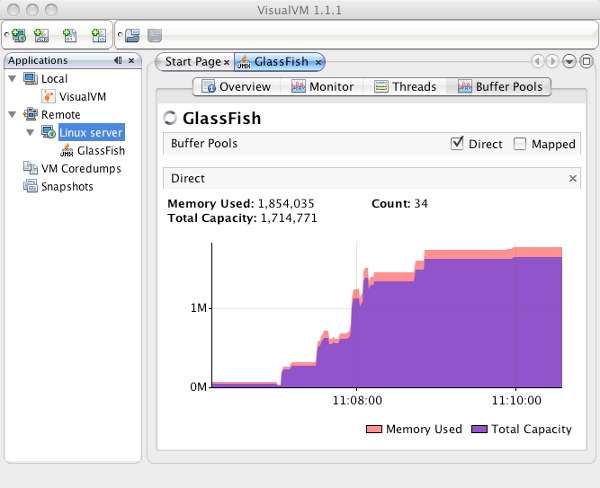 VisualVM 1.1.1
Applications
Local
VisualVM
Remote
Linux server
JMX GlassFish
VM Coredumps
Snapshots
Start Page
JMX GlassFish
Overview Monitor Threads Buffer Pools
GlassFish
Buffer Pools Direct Mapped
Direct
Memory Used: 1,854,035 Count: 34
Total Capacity: 1,714,771
1M
0M
11:08:00 11:10:00
Memory Used Total Capacity